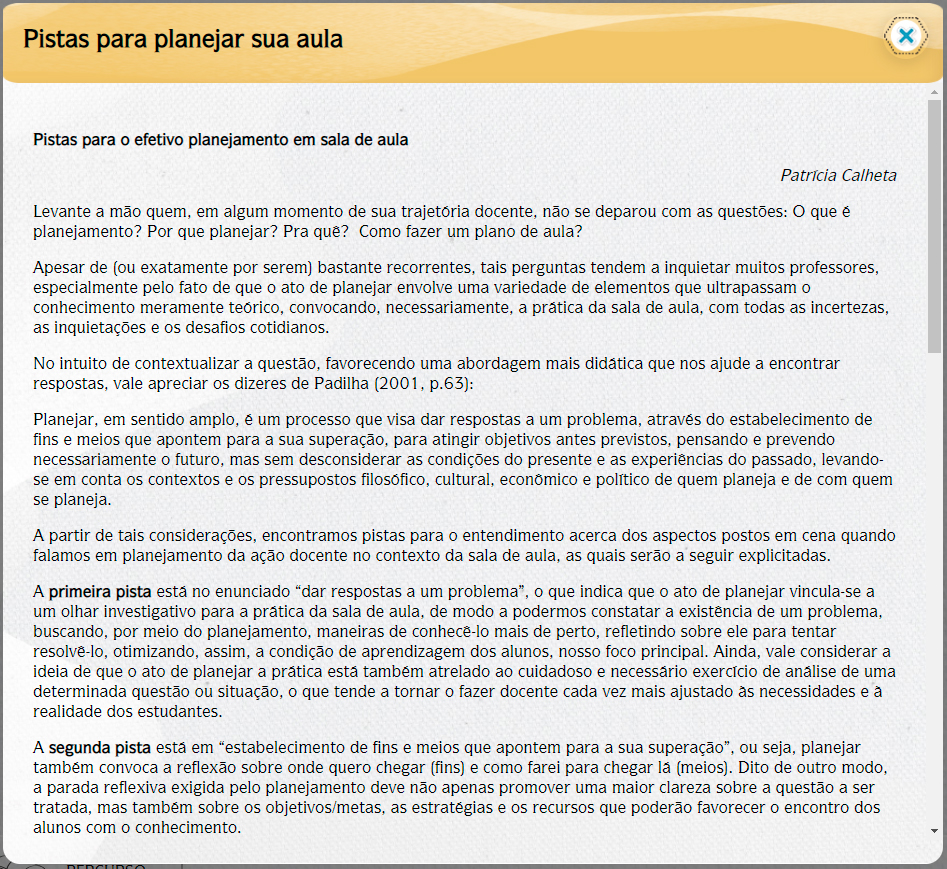 Pistas para planejar sua aula
Pistas para o efetivo planejamento em sala de aula
Patrícia Calheta
Levante a mão quem, em algum momento de sua trajetória docente, não se deparou com as questões: O que é
planejamento? Por que planejar? Pra quê?  Como fazer um plano de aula?
Apesar de (ou exatamente por serem) bastante recorrentes, tais perguntas tendem a inquietar muitos professores,
especialmente pelo fato de que o ato de planejar envolve uma variedade de elementos que ultrapassam o
conhecimento meramente teórico, convocando, necessariamente, a prática da sala de aula, com todas as incertezas,
as inquietações e os desafios cotidianos.
No intuito de contextualizar a questão, favorecendo uma abordagem mais didática que nos ajude a encontrar
respostas, vale apreciar os dizeres de Padilha (2001, p.63):
Planejar, em sentido amplo, é um processo que visa dar respostas a um problema, através do estabelecimento de
fins e meios que apontem para a sua superação, para atingir objetivos antes previstos, pensando e prevendo
necessariamente o futuro, mas sem desconsiderar as condições do presente e as experiências do passado, levando-
se em conta os contextos e os pressupostos filosófico, cultural, econômico e político de quem planeja e de com quem
se planeja.
A partir de tais considerações, encontramos pistas para o entendimento acerca dos aspectos postos em cena quando
falamos em planejamento da ação docente no contexto da sala de aula, as quais serão a seguir explicitadas.
A primeira pista está no enunciado “dar respostas a um problema”, o que indica que o ato de planejar vincula-se a
um olhar investigativo para a prática da sala de aula, de modo a podermos constatar a existência de um problema,
buscando, por meio do planejamento, maneiras de conhecê-lo mais de perto, refletindo sobre ele para tentar
resolvê-lo, otimizando, assim, a condição de aprendizagem dos alunos, nosso foco principal. Ainda, vale considerar a
ideia de que o ato de planejar a prática está também atrelado ao cuidadoso e necessário exercício de análise de uma
determinada questão ou situação, o que tende a tornar o fazer docente cada vez mais ajustado às necessidades e à
realidade dos estudantes.
A segunda pista está em “estabelecimento de fins e meios que apontem para a sua superação”, ou seja, planejar
também convoca a reflexão sobre onde quero chegar (fins) e como farei para chegar lá (meios). Dito de outro modo,
a parada reflexiva exigida pelo planejamento deve não apenas promover uma maior clareza sobre a questão a ser
tratada, mas também sobre os objetivos/metas, as estratégias e os recursos que poderão favorecer o encontro dos
alunos com o conhecimento.
PERCURSO